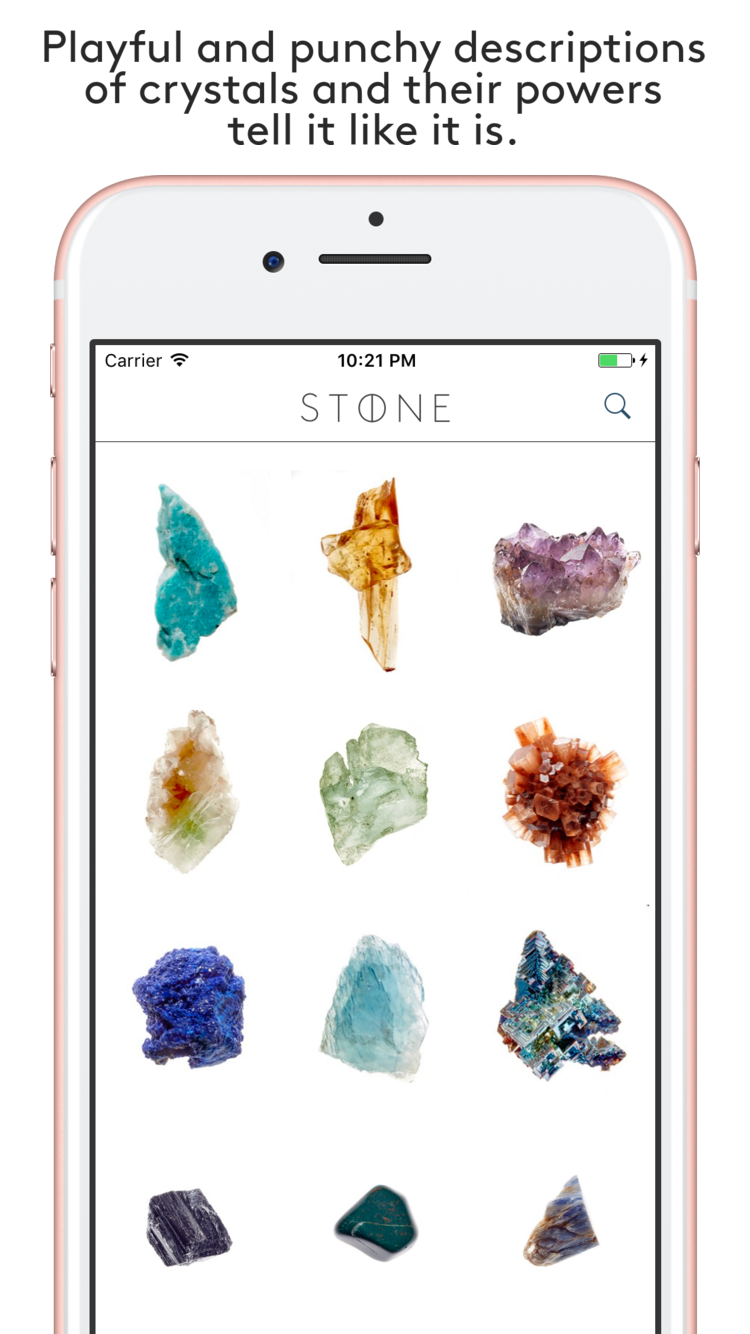 Playful and punchy descriptions
of crystals and their powers
tell it like it is.
Carrier 10:21 PM
STONE